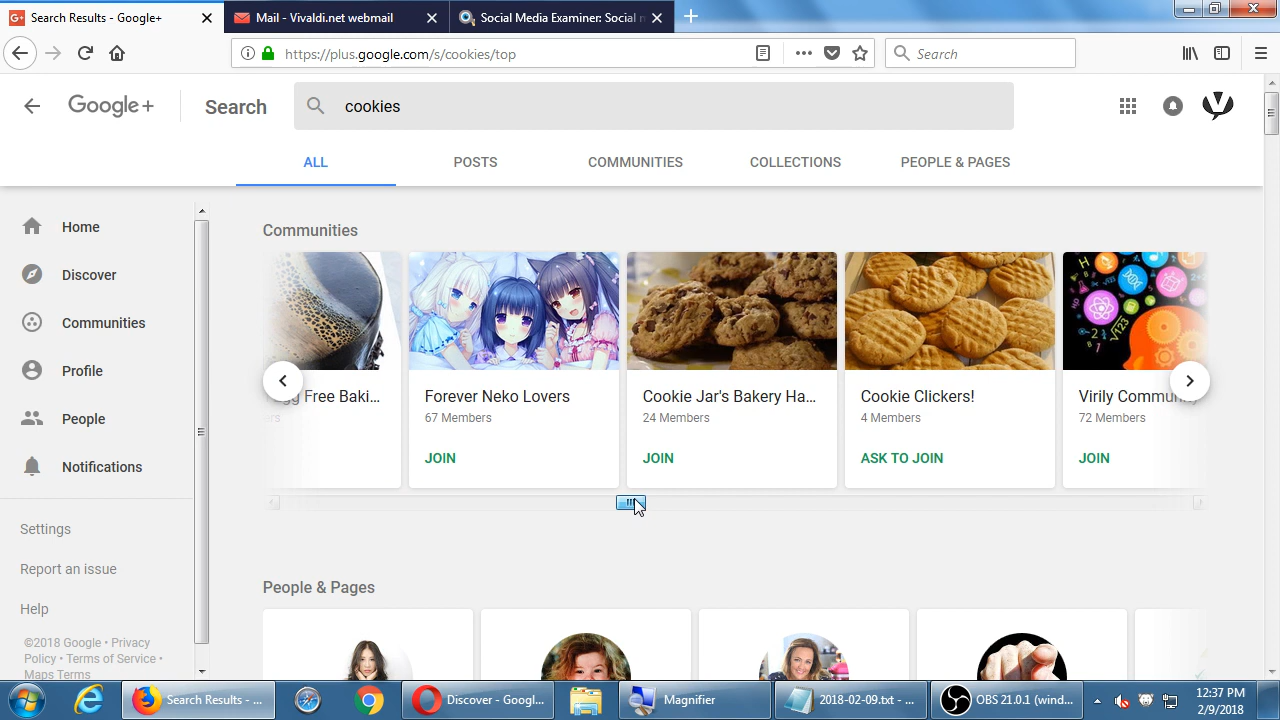 Search Results - Google+
Mail - Vivaldi.net webmail
Social Media Examiner: Social
https://plus.google.com/s/cookies/top
Search
Google+
Search
cookies
ALL
POSTS
COMMUNITIES
COLLECTIONS
PEOPLE & PAGES
Home
Discover
Communities
Profile
People
Notifications
Settings
Report an issue
Help
©2018 Google • Privacy
Policy • Terms of Service •
Maps Terms
Communities
Free Baki...
Forever Neko Lovers
67 Members
JOIN
Cookie Jar's Bakery Ha...
24 Members
JOIN
Cookie Clickers!
4 Members
ASK TO JOIN
Virily Community
72 Members
JOIN
People & Pages
Search Results - ...
Discover - Googl...
Magnifier
2018-02-09.txt - ...
OBS 21.0.1 (wind...
12:37 PM
2/9/2018